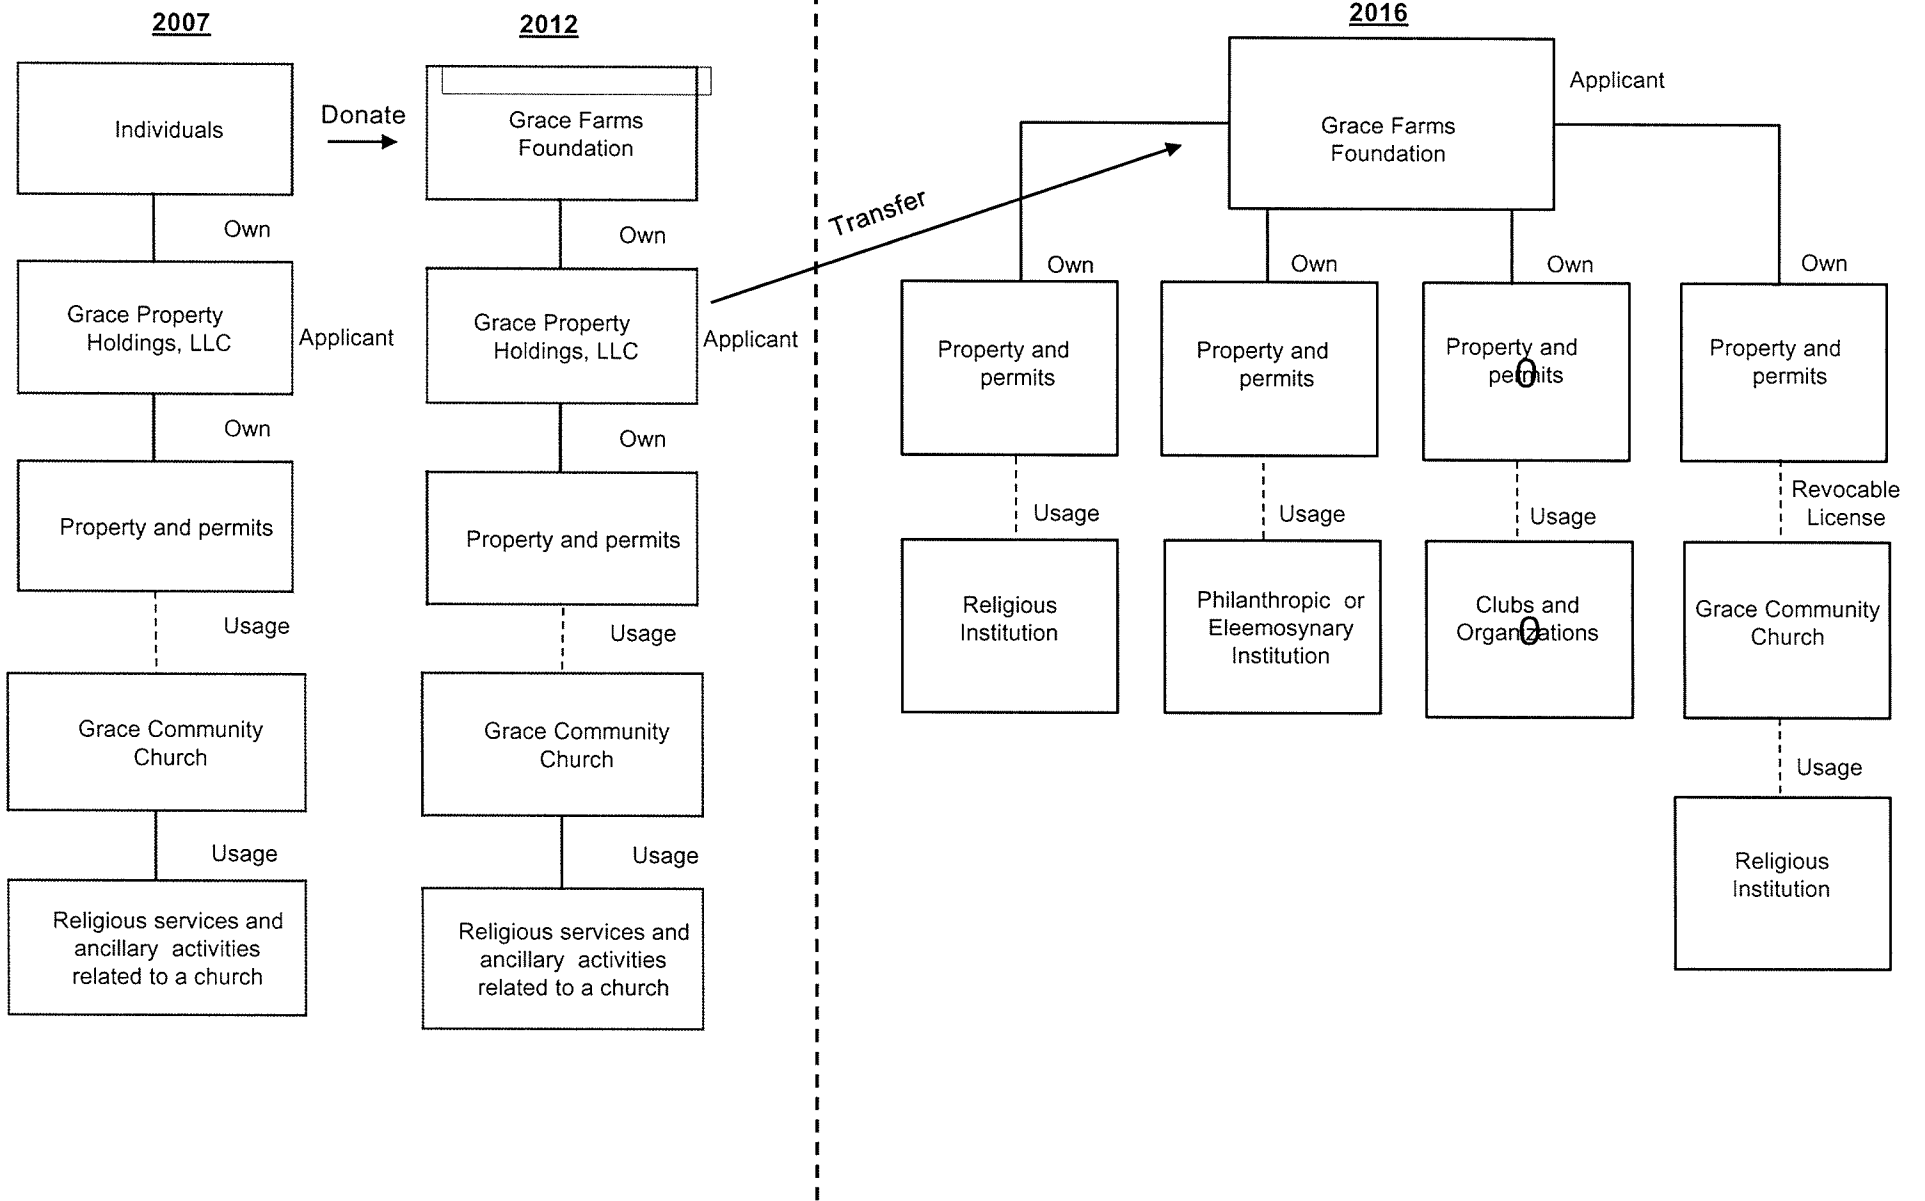 2007
2012
2016
Individuals
Donate
Grace Farms
Foundation
Own
Own
Grace Property
Holdings, LLC
Applicant
Grace Property
Holdings, LLC
Applicant
Own
Own
Property and permits
Property and permits
Usage
Usage
Grace Community
Church
Grace Community
Church
Usage
Usage
Religious services and
ancillary activities
related to a church
Religious services and
ancillary activities
related to a church
Transfer
Grace Farms
Foundation
Applicant
Own
Own
Own
Own
Property and
permits
Property and
permits
Property and
permits
0
Property and
permits
Usage
Usage
Usage
Revocable
License
Religious
Institution
Philanthropic or
Eleemosynary
Institution
Clubs and
Organizations
0
Grace Community
Church
Usage
Religious
Institution